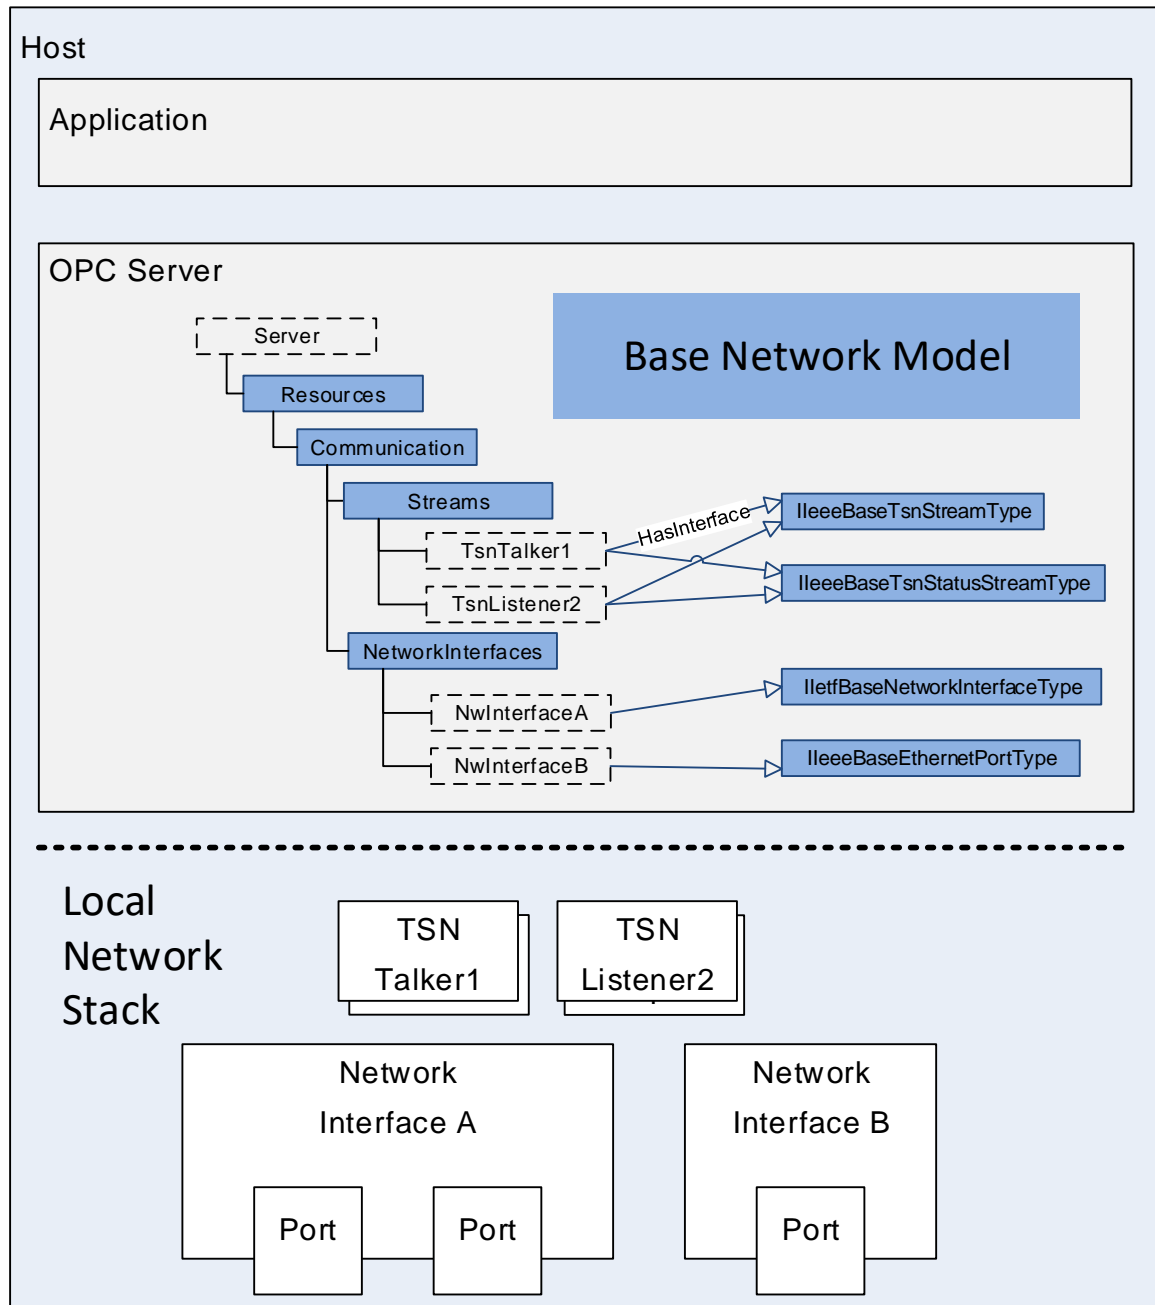 Host
Application
OPC Server
Server
Base Network Model
Resources
Communication
Streams
HasInterface
IIeeeBaseTsnStreamType
TsnTalker1
IIeeeBaseTsnStatusStreamType
TsnListener2
NetworkInterfaces
IIetfBaseNetworkInterfaceType
NwInterfaceA
IIeeeBaseEthernetPortType
NwInterfaceB
Local
Network
Stack
TSN
Talker1
TSN
Listener2
Network
Interface A
Network
Interface B
Port
Port
Port